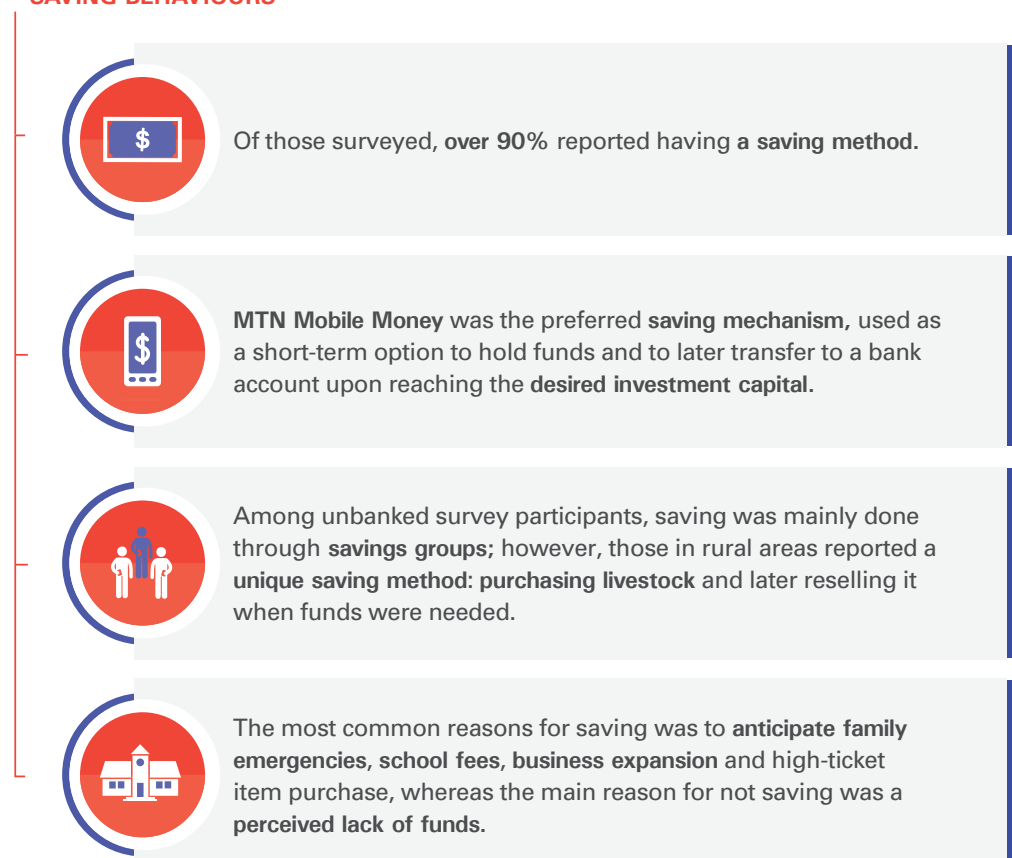 SAVING BEHAVIOURS
$
Of those surveyed, over 90% reported having a saving method.
$
MTN Mobile Money was the preferred saving mechanism, used as
a short-term option to hold funds and to later transfer to a bank
account upon reaching the desired investment capital.
Among unbanked survey participants, saving was mainly done
through savings groups; however, those in rural areas reported a
unique saving method: purchasing livestock and later reselling it
when funds were needed.
The most common reasons for saving was to anticipate family
emergencies, school fees, business expansion and high-ticket
item purchase, whereas the main reason for not saving was a
perceived lack of funds.